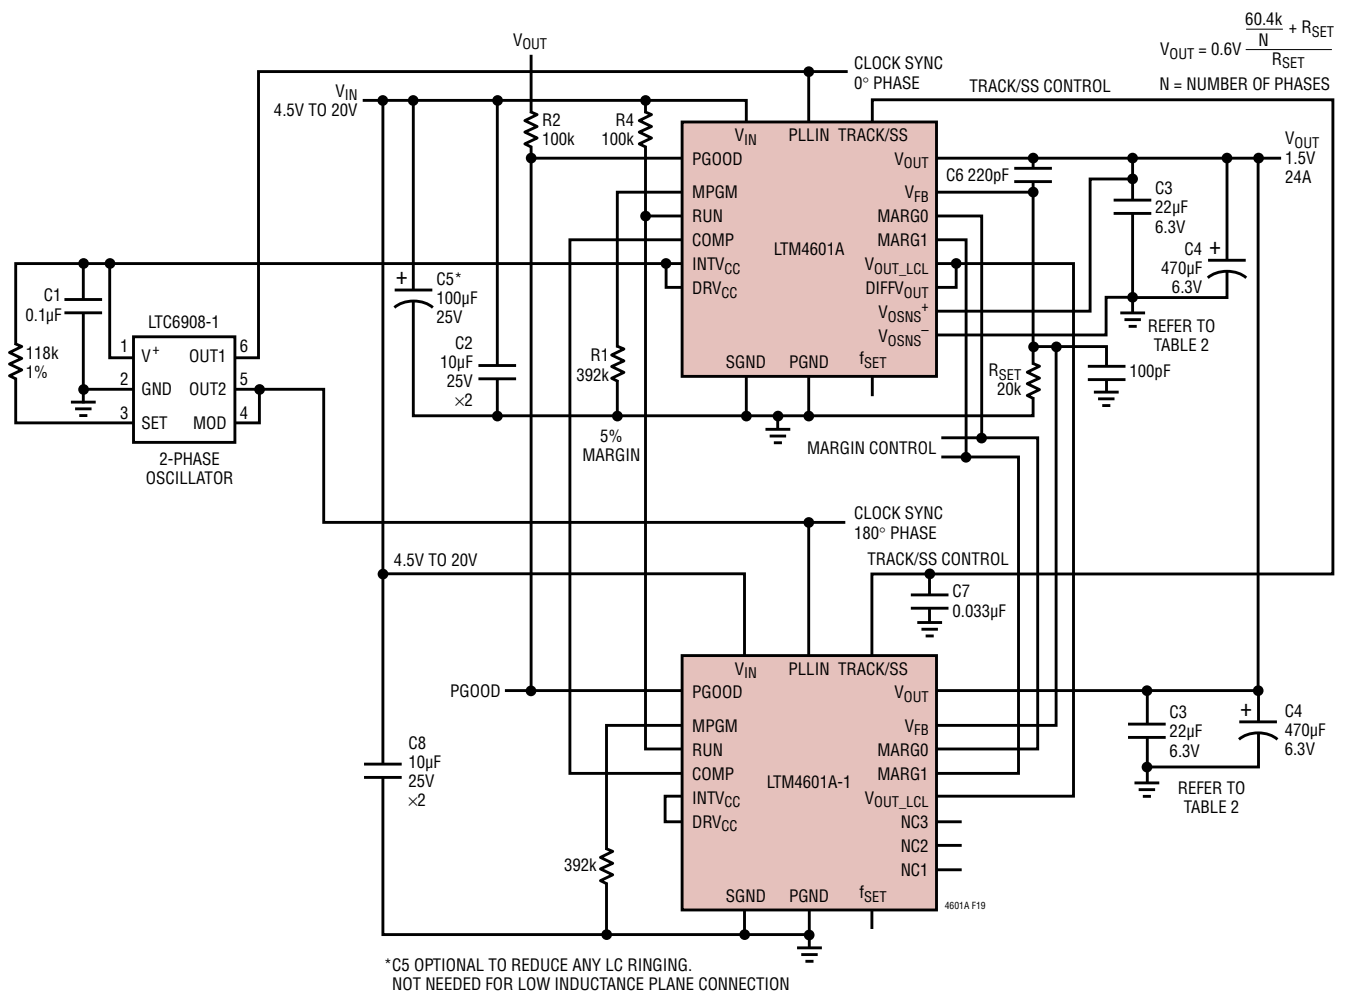 VOUT = 0.6V (60.4k/N + RSET)/RSET
N = NUMBER OF PHASES
VOUT
CLOCK SYNC
0° PHASE
TRACK/SS CONTROL
VIN
4.5V TO 20V
R2
100k
R4
100k
VIN
PLLIN
TRACK/SS
PGOOD
MPGM
RUN
COMP
INTVCC
DRVCC
LTM4601A
VOUT
VFB
MARG0
MARG1
VOUT_LCL
DIFFVOUT
VOSNS+
VOSNS−
SGND
PGND
fSET
C6 220pF
VOUT
1.5V
24A
C3
22µF
6.3V
+
C4
470µF
6.3V
REFER TO
TABLE 2
RSET
20k
100pF
MARGIN CONTROL
+
C5*
100µF
25V
C2
10µF
25V
×2
R1
392k
5%
MARGIN
C1
0.1µF
118k
1%
LTC6908-1
1
V+
OUT1
6
2
GND
OUT2
5
3
SET
MOD
4
2-PHASE
OSCILLATOR
CLOCK SYNC
180° PHASE
4.5V TO 20V
TRACK/SS CONTROL
C7
0.033µF
PGOOD
VIN
PLLIN
TRACK/SS
PGOOD
MPGM
RUN
COMP
INTVCC
DRVCC
LTM4601A-1
VOUT
VFB
MARG0
MARG1
VOUT_LCL
NC3
NC2
NC1
SGND
PGND
fSET
C8
10µF
25V
×2
392k
C3
22µF
6.3V
+
C4
470µF
6.3V
REFER TO
TABLE 2
4601A F19
*C5 OPTIONAL TO REDUCE ANY LC RINGING.
NOT NEEDED FOR LOW INDUCTANCE PLANE CONNECTION